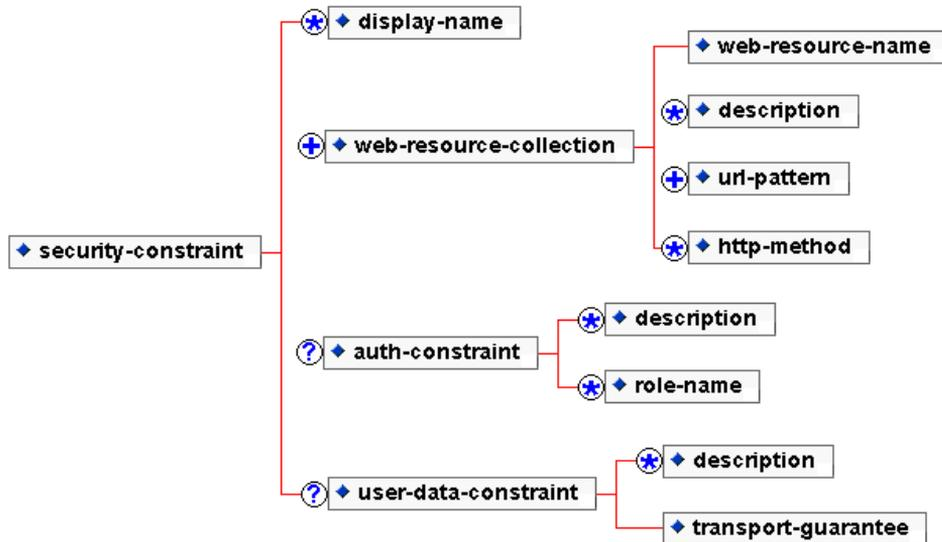 display-name
web-resource-name
* description
+ web-resource-collection
+ url-pattern
* http-method
security-constraint
* description
? auth-constraint
* role-name
* description
? user-data-constraint
transport-guarantee